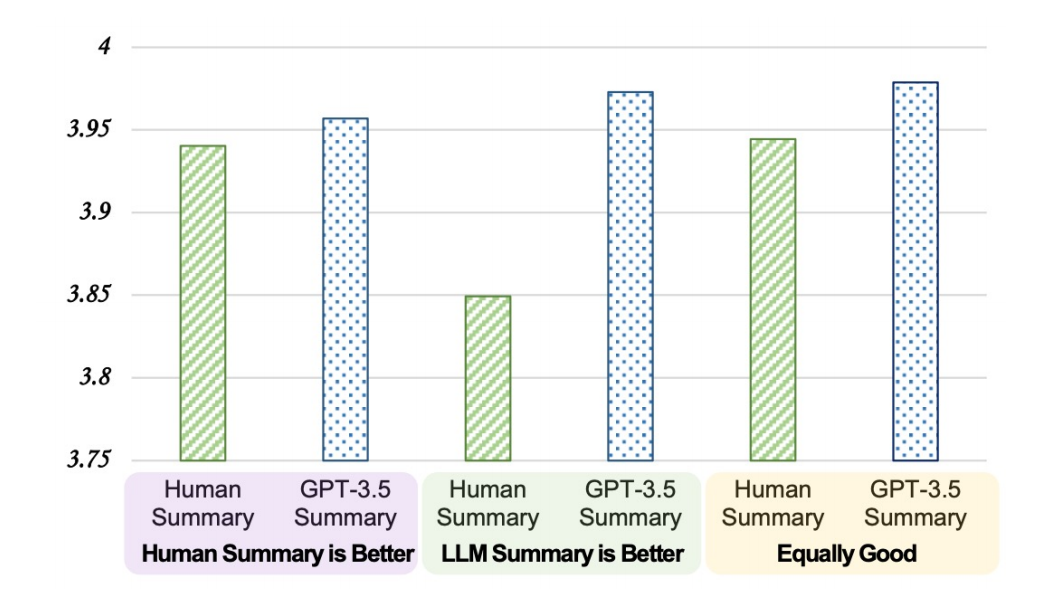 4
3.95
3.9
3.85
3.8
3.75
Human GPT-3.5 Human GPT-3.5 Human GPT-3.5
Summary Summary Summary Summary Summary Summary
Human Summary is Better LLM Summary is Better Equally Good